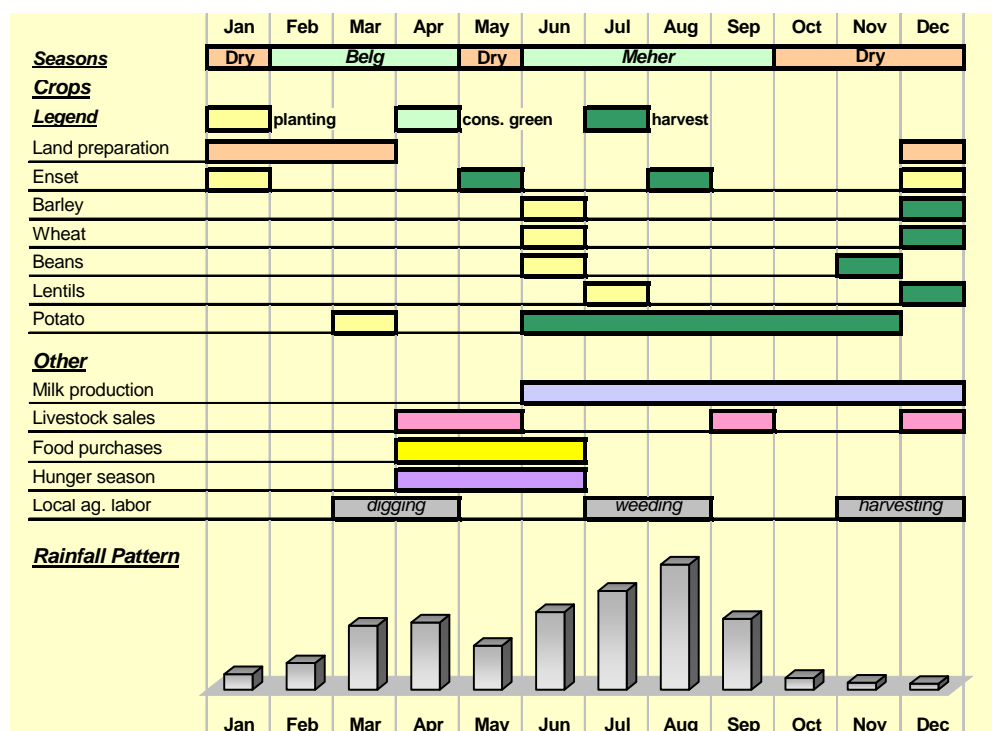 Jan Feb Mar Apr May Jun Jul Aug Sep Oct Nov Dec
Seasons Dry Belg Dry Meher Dry
Crops
Legend planting cons. green harvest
Land preparation
Enset
Barley
Wheat
Beans
Lentils
Potato
Other
Milk production
Livestock sales
Food purchases
Hunger season
Local ag. labor digging weeding harvesting
Rainfall Pattern
Jan Feb Mar Apr May Jun Jul Aug Sep Oct Nov Dec